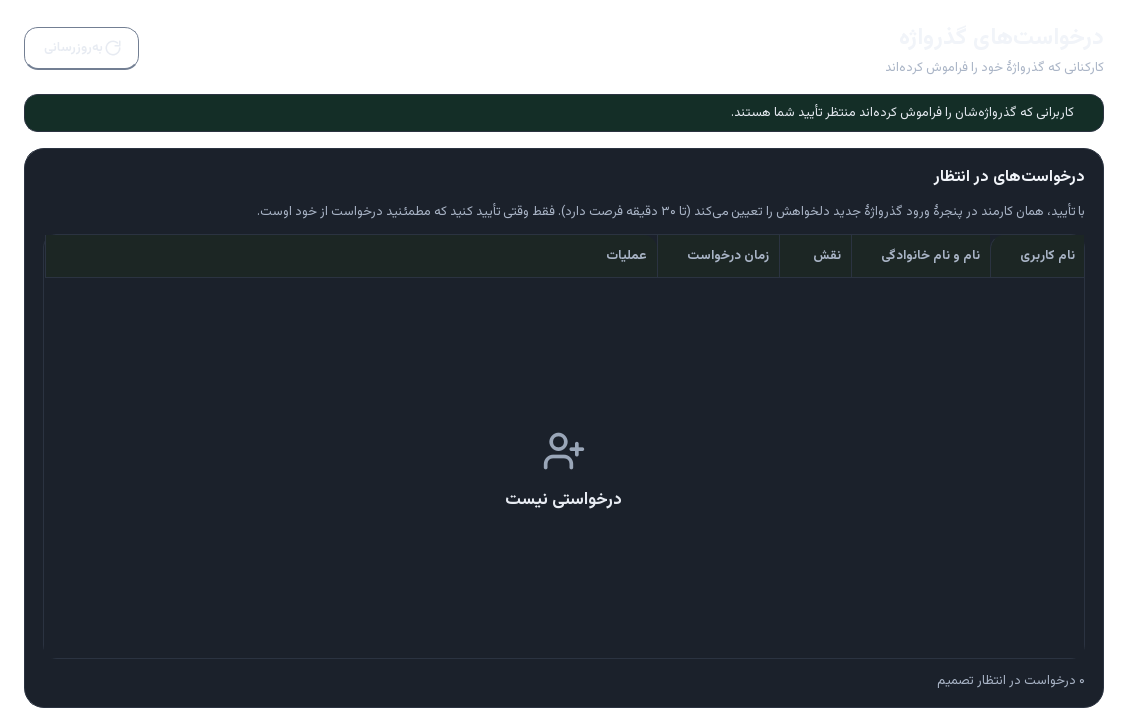 درخواست‌های گذرواژه
کارکنانی که گذرواژهٔ خود را فراموش کرده‌اند
به‌روزرسانی
کاربرانی که گذرواژه‌شان را فراموش کرده‌اند منتظر تأیید شما هستند.
درخواست‌های در انتظار
با تأیید، همان کارمند در پنجرهٔ ورود گذرواژهٔ جدید دلخواهش را تعیین می‌کند (تا ۳۰ دقیقه فرصت دارد). فقط وقتی تأیید کنید که مطمئنید درخواست از خود اوست.
نام کاربری نام و نام خانوادگی نقش زمان درخواست عملیات
درخواستی نیست
۰ درخواست در انتظار تصمیم